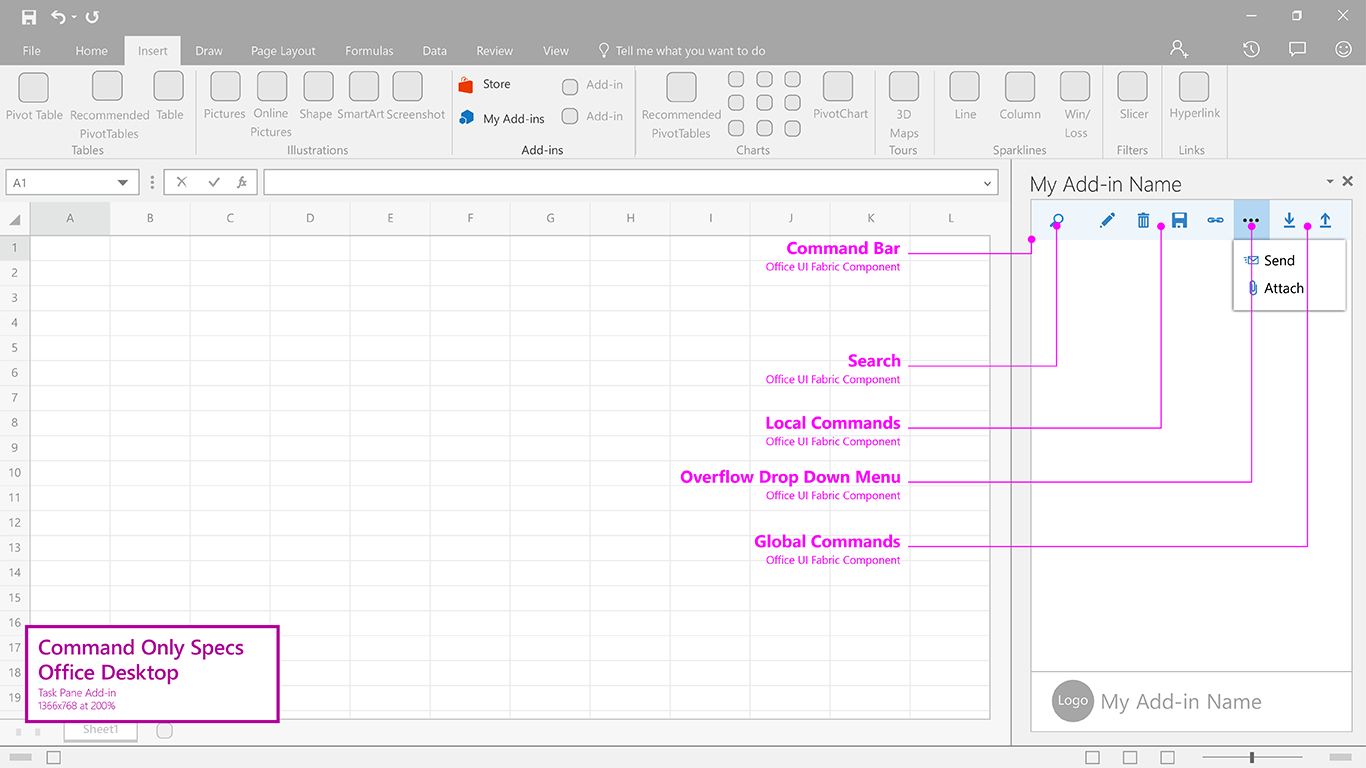 File Home Insert Draw Page Layout Formulas Data Review View Tell me what you want to do
Pivot Table
Recommended
PivotTables
Table
Tables
Pictures
Online
Pictures
Shape
SmartArt
Screenshot
Illustrations
Store
My Add-ins
Add-in
Add-in
Add-ins
Recommended
PivotTables
Charts
PivotChart
3D
Maps
Tours
Line
Column
Win/
Loss
Sparklines
Slicer
Filters
Hyperlink
Links
A1
fx
My Add-in Name
A B C D E F G H I J K L
1
2
3
4
5
6
7
8
9
10
11
12
13
14
15
16
17
18
19
Command Bar
Office UI Fabric Component
Send
Attach
Search
Office UI Fabric Component
Local Commands
Office UI Fabric Component
Overflow Drop Down Menu
Office UI Fabric Component
Global Commands
Office UI Fabric Component
Command Only Specs
Office Desktop
Task Pane Add-in
1366x768 at 200%
Logo
My Add-in Name
Sheet1